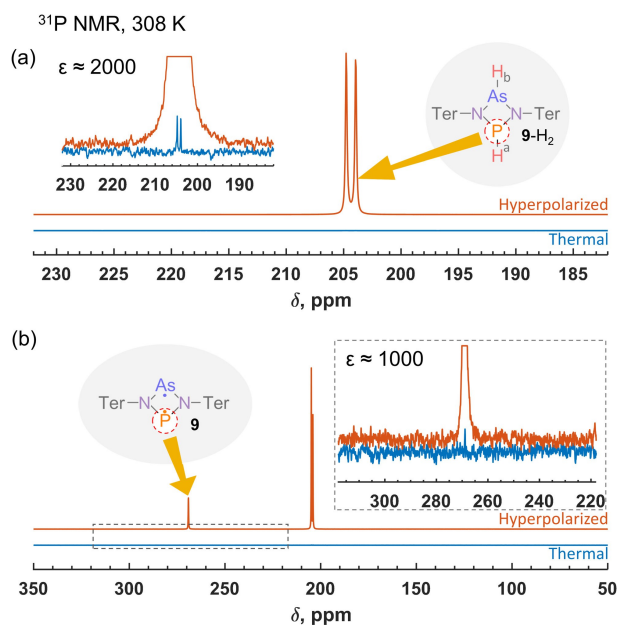 ³¹P NMR, 308 K
(a)
ε ≈ 2000
230 220 210 200 190
H_b
As
Ter N N Ter
P 9-H₂
a
H
Hyperpolarized
Thermal
230 225 220 215 210 205 200 195 190 185
δ, ppm
(b)
As
Ter N N Ter
P 9
ε ≈ 1000
300 280 260 240 220
Hyperpolarized
Thermal
350 300 250 200 150 100 50
δ, ppm